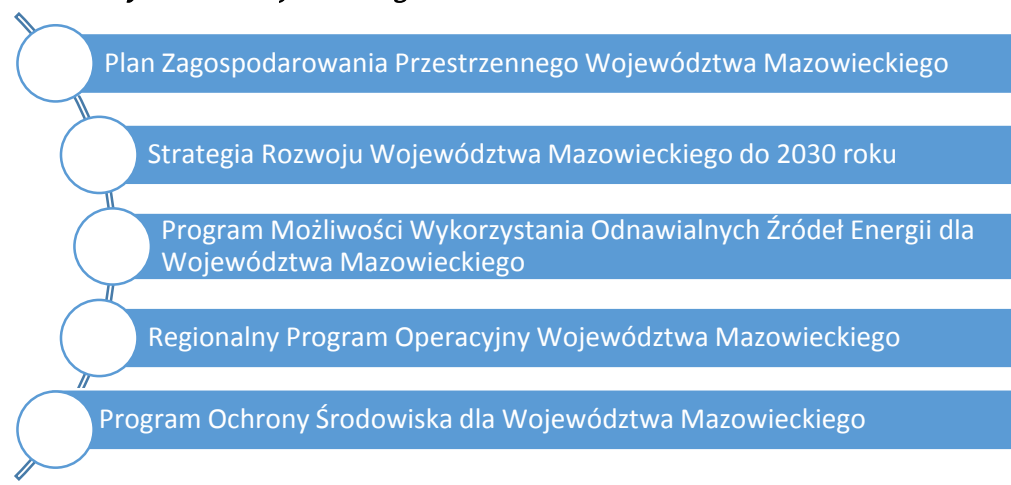 Plan Zagospodarowania Przestrzennego Województwa Mazowieckiego
Strategia Rozwoju Województwa Mazowieckiego do 2030 roku
Program Możliwości Wykorzystania Odnawialnych Źródeł Energii dla
Województwa Mazowieckiego
Regionalny Program Operacyjny Województwa Mazowieckiego
Program Ochrony Środowiska dla Województwa Mazowieckiego